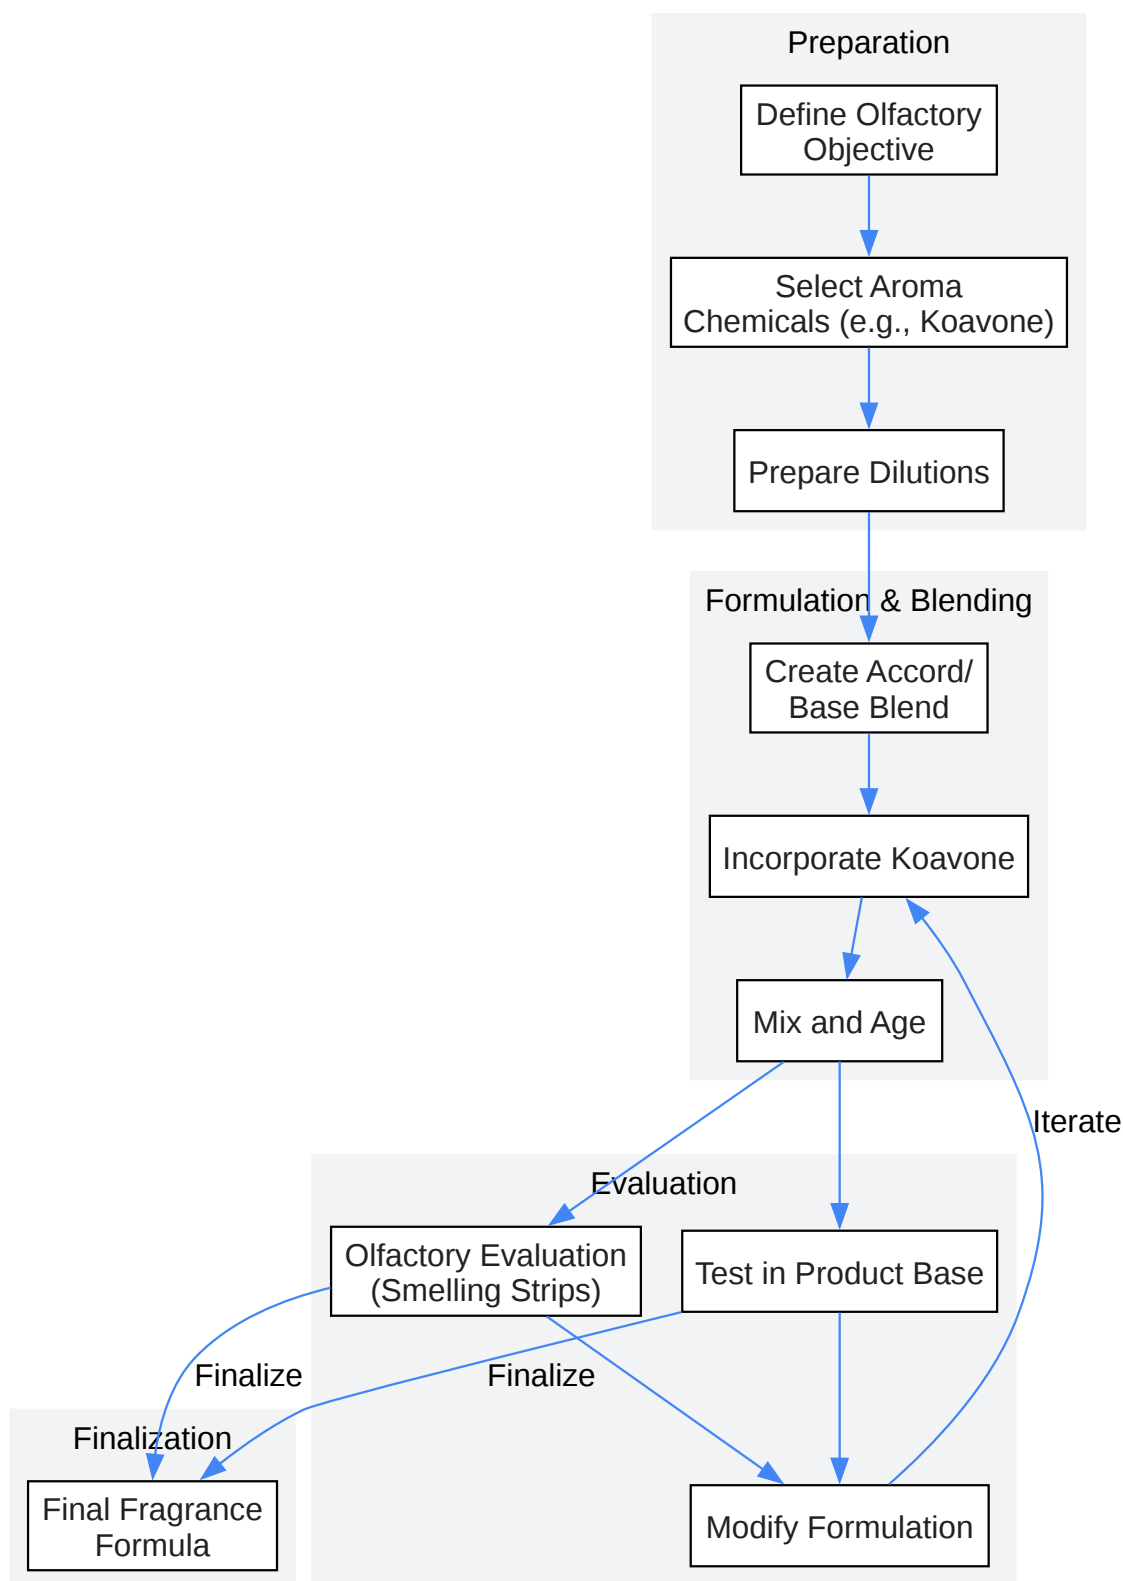 Preparation
Define Olfactory
Objective
Select Aroma
Chemicals (e.g., Koavone)
Prepare Dilutions
Formulation & Blending
Create Accord/
Base Blend
Incorporate Koavone
Mix and Age
Iterate
Evaluation
Olfactory Evaluation
(Smelling Strips)
Test in Product Base
Finalize
Finalize
Finalization
Final Fragrance
Formula
Modify Formulation